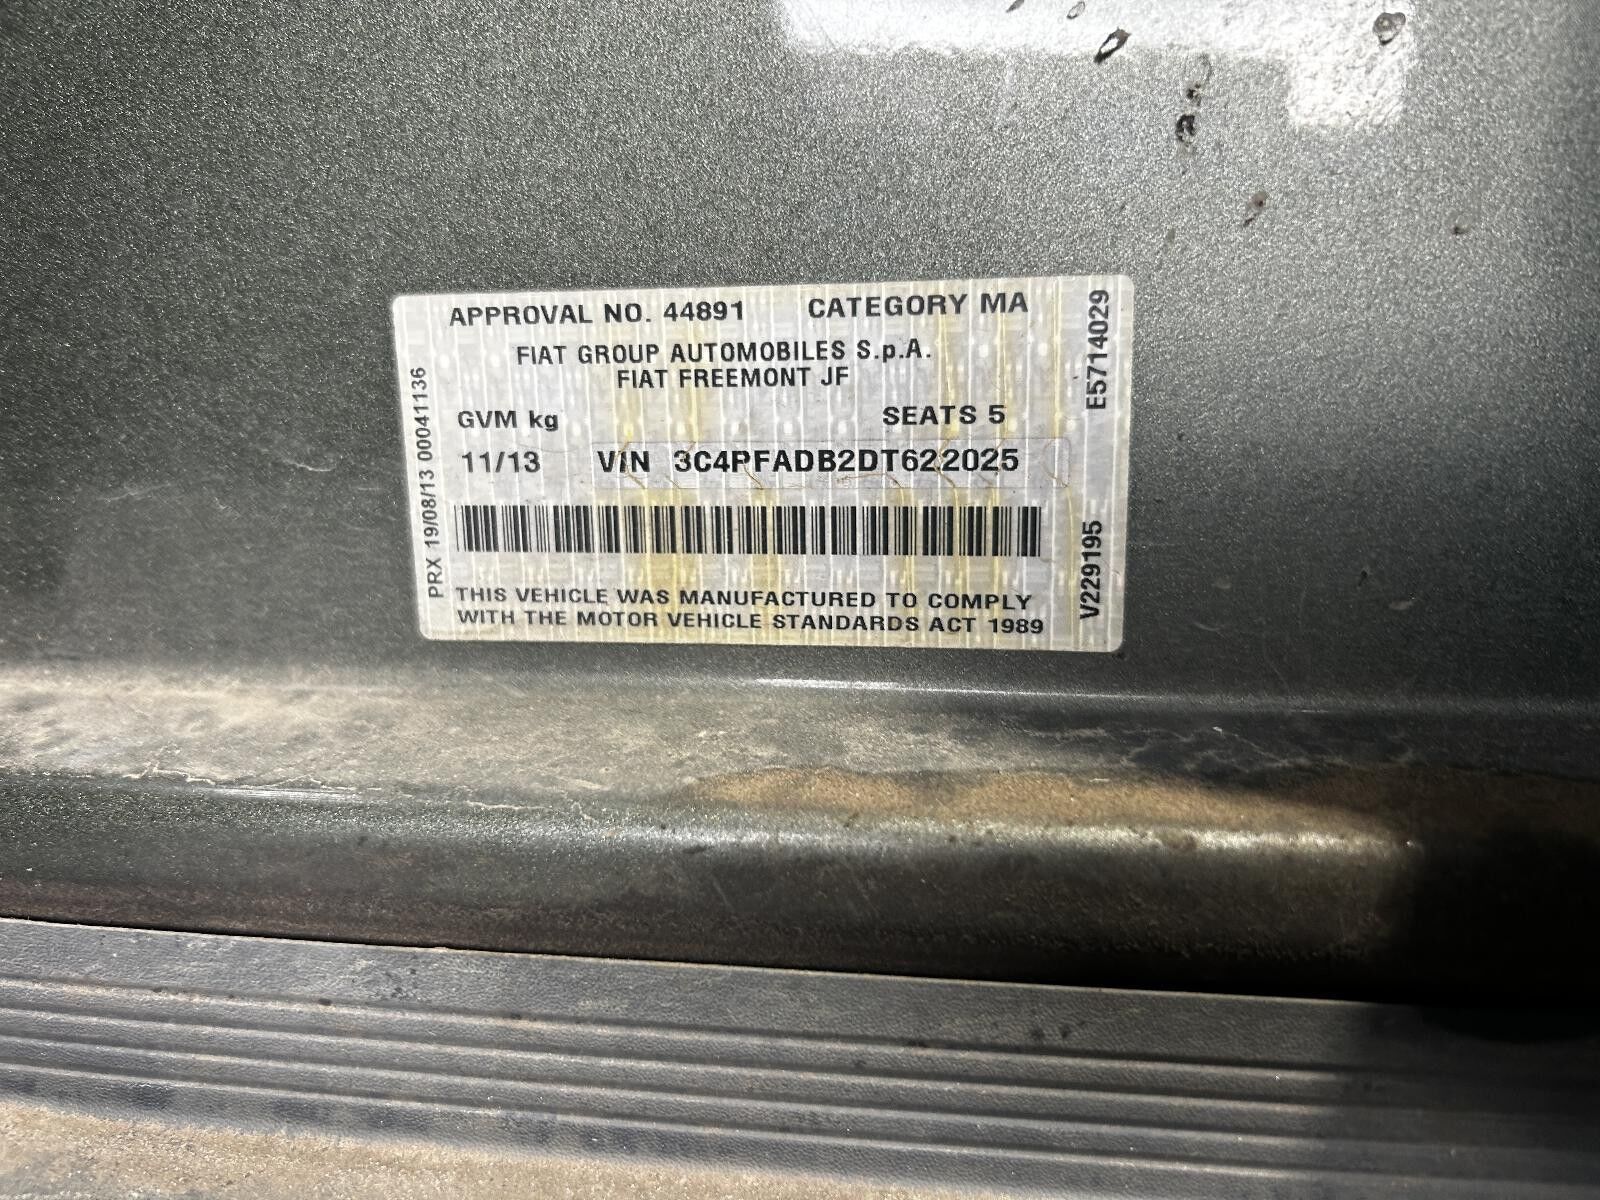 APPROVAL NO. 44891 CATEGORY MA
FIAT GROUP AUTOMOBILES S.p.A.
FIAT FREEMONT JF
GVM kg SEATS 5
11/13 VIN 3C4PFADB2DT622025
THIS VEHICLE WAS MANUFACTURED TO COMPLY
WITH THE MOTOR VEHICLE STANDARDS ACT 1989
PRX 19/08/13 00041136
E5714029
V229195